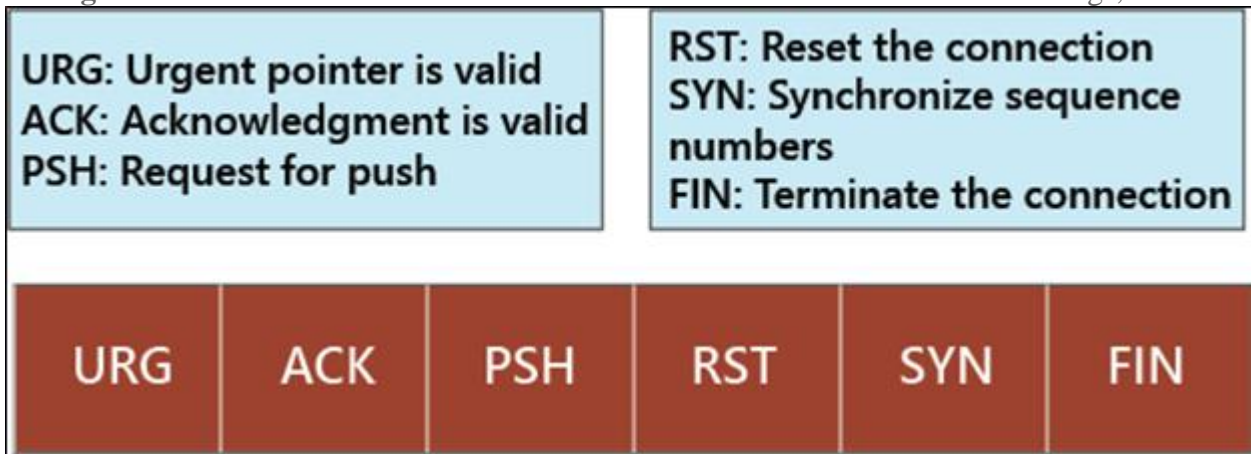 URG: Urgent pointer is valid
ACK: Acknowledgment is valid
PSH: Request for push
RST: Reset the connection
SYN: Synchronize sequence
numbers
FIN: Terminate the connection
URG ACK PSH RST SYN FIN